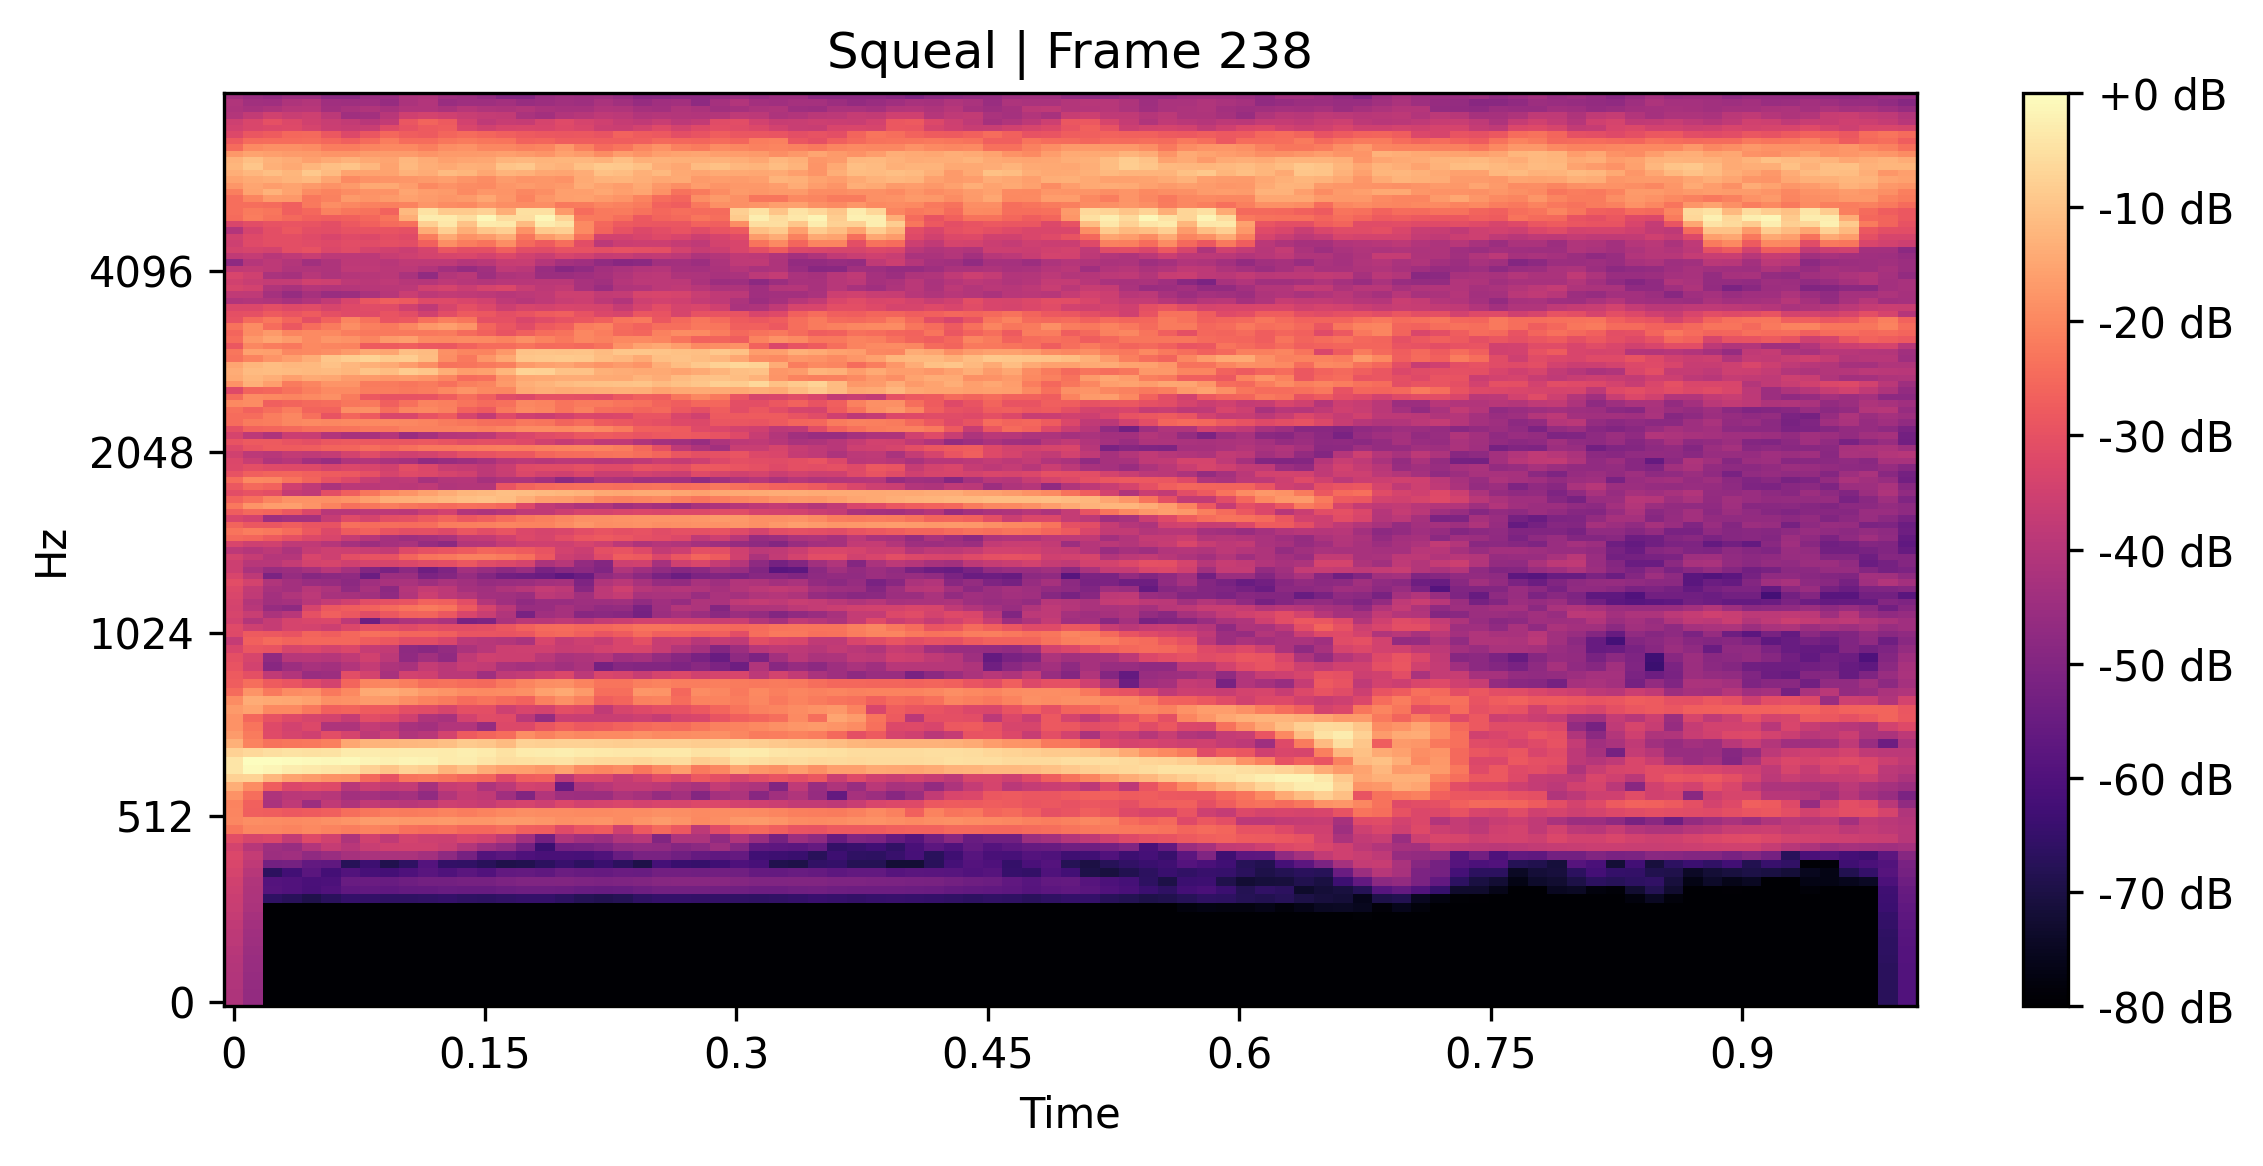 Squeal | Frame 238
Hz
4096
2048
1024
512
0
0 0.15 0.3 0.45 0.6 0.75 0.9
Time
+0 dB
-10 dB
-20 dB
-30 dB
-40 dB
-50 dB
-60 dB
-70 dB
-80 dB